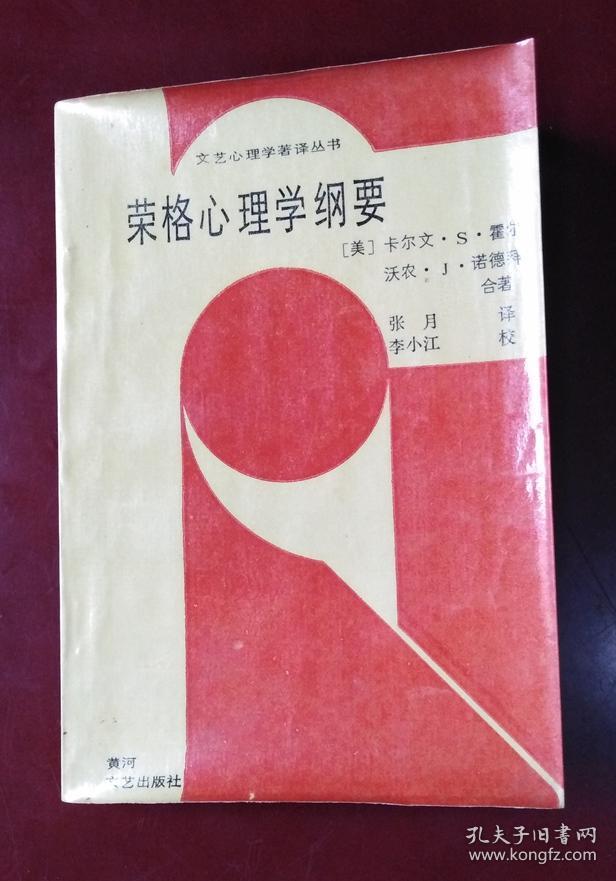 文艺心理学著译丛书
荣格心理学纲要
[美] 卡尔文·S·霍尔
沃农·J·诺德
合著
张月 译
李小江 校
黄河
文艺出版社
孔夫子旧书网
www.kongfz.com